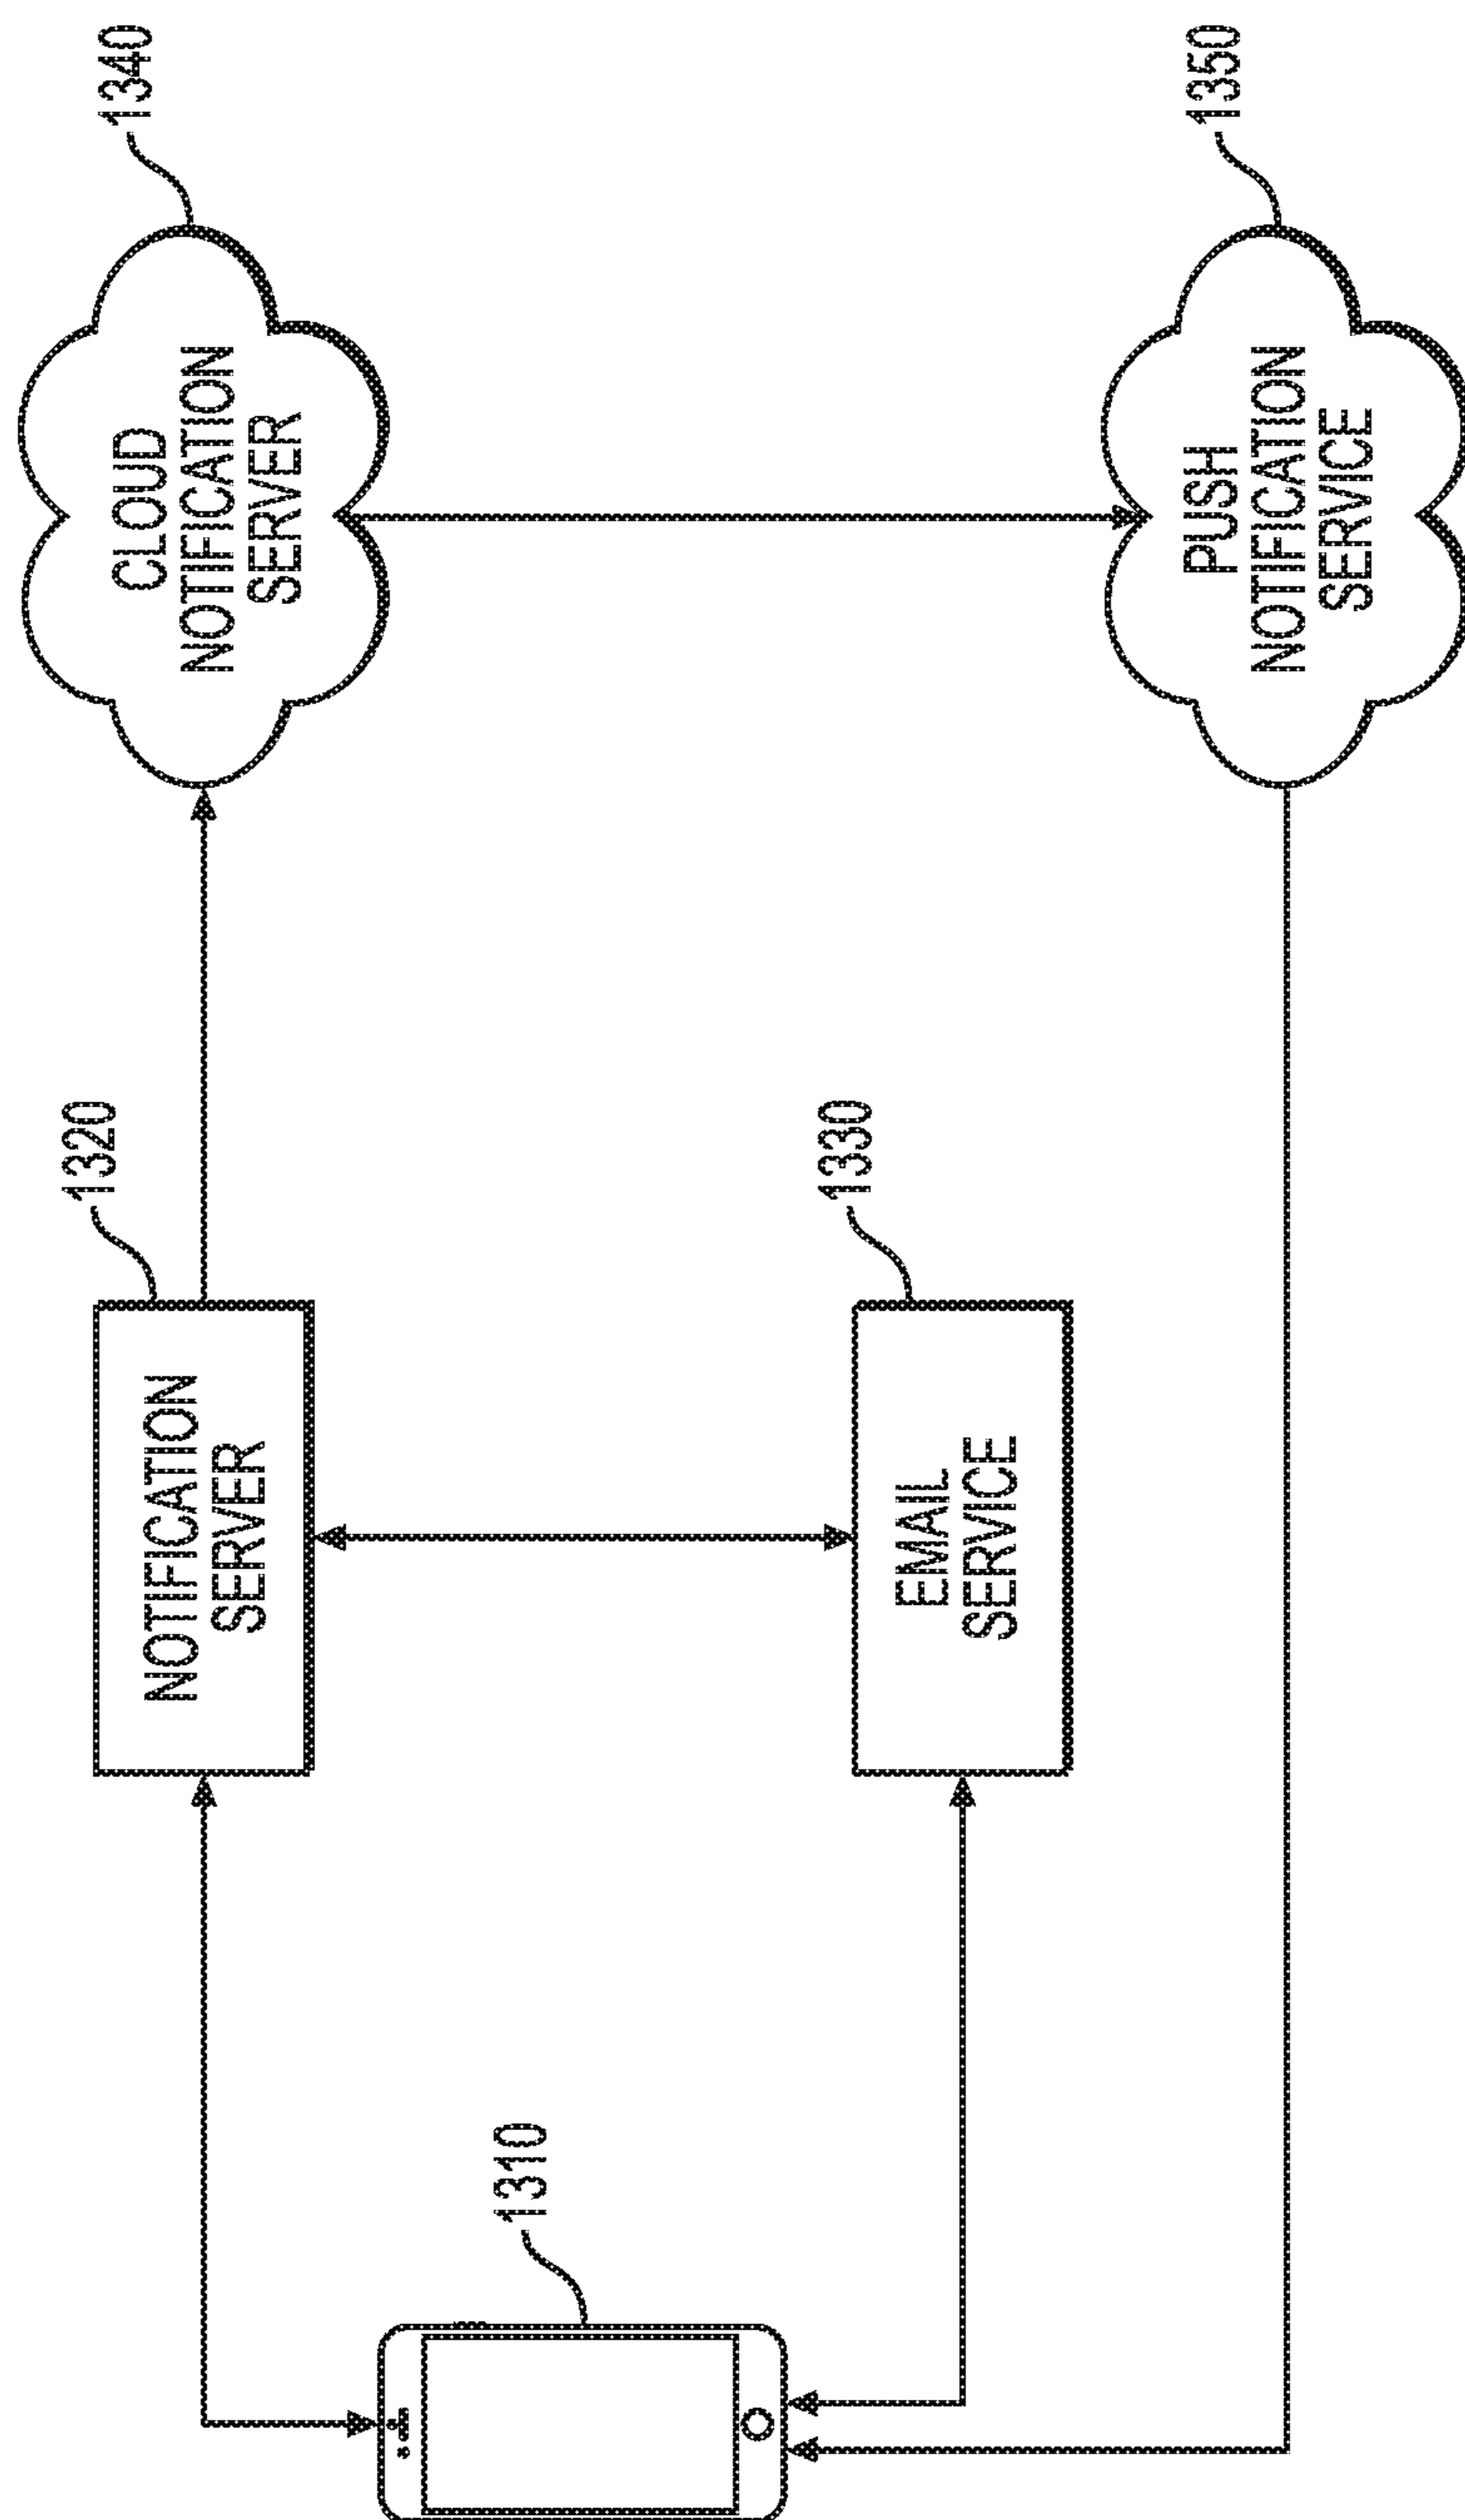 1310
NOTIFICATION
SERVER
1320
EMAIL
SERVICE
1330
CLOUD
NOTIFICATION
SERVER
1340
PUSH
NOTIFICATION
SERVICE
1350